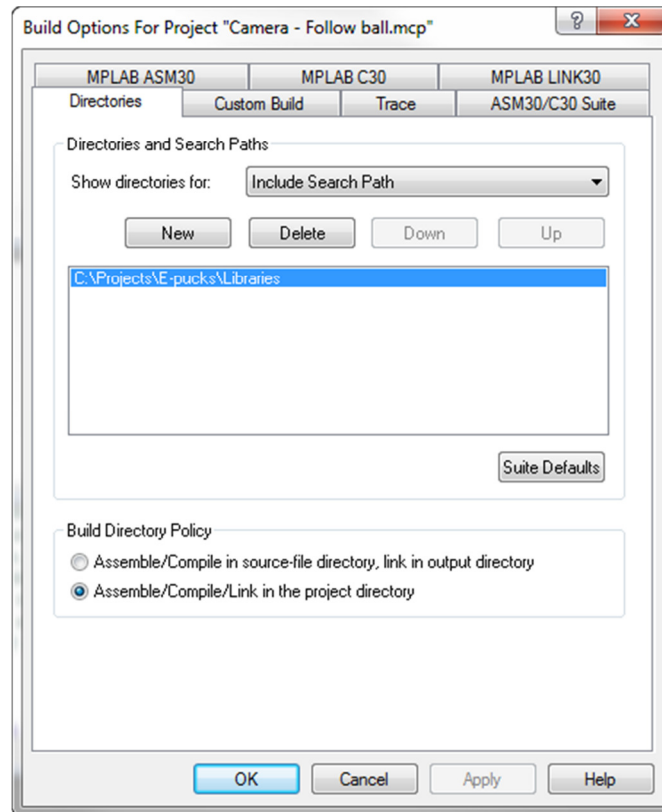 Build Options For Project "Camera - Follow ball.mcp"
MPLAB ASM30 MPLAB C30 MPLAB LINK30
Directories Custom Build Trace ASM30/C30 Suite
Directories and Search Paths
Show directories for: Include Search Path
New Delete Down Up
C:\Projects\E-pucks\Libraries
Suite Defaults
Build Directory Policy
Assemble/Compile in source-file directory, link in output directory
Assemble/Compile/Link in the project directory
OK Cancel Apply Help